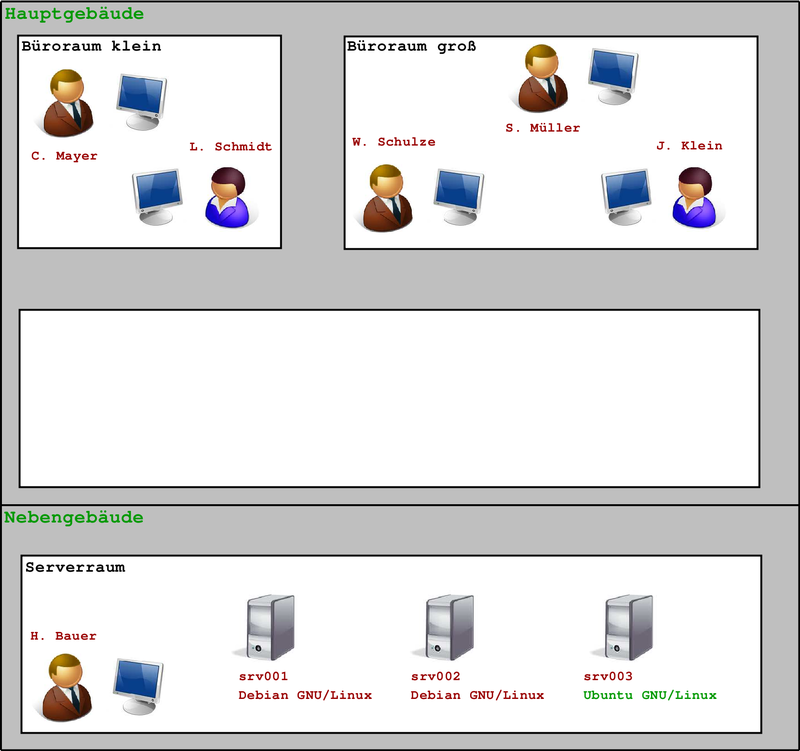 Hauptgebäude
Büroraum klein
C. Mayer
L. Schmidt
Büroraum groß
S. Müller
W. Schulze
J. Klein
Nebengebäude
Serverraum
H. Bauer
srv001
Debian GNU/Linux
srv002
Debian GNU/Linux
srv003
Ubuntu GNU/Linux